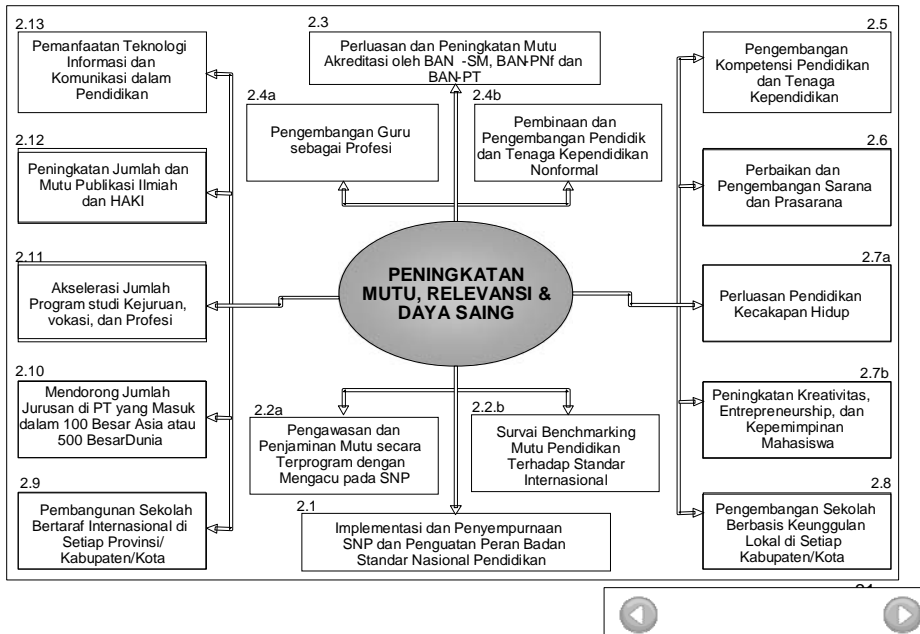 2.13
Pemanfaatan Teknologi
Informasi dan
Komunikasi dalam
Pendidikan
2.3
Perluasan dan Peningkatan Mutu
Akreditasi oleh BAN -SM, BAN-PNf dan
BAN-PT
2.5
Pengembangan
Kompetensi Pendidikan
dan Tenaga
Kependidikan
2.4a
Pengembangan Guru
sebagai Profesi
2.4b
Pembinaan dan
Pengembangan Pendidik
dan Tenaga Kependidikan
Nonformal
2.12
Peningkatan Jumlah dan
Mutu Publikasi Ilmiah
dan HAKI
2.6
Perbaikan dan
Pengembangan Sarana
dan Prasarana
2.11
Akselerasi Jumlah
Program studi Kejuruan,
vokasi, dan Profesi
PENINGKATAN
MUTU, RELEVANSI &
DAYA SAING
2.7a
Perluasan Pendidikan
Kecakapan Hidup
2.10
Mendorong Jumlah
Jurusan di PT yang Masuk
dalam 100 Besar Asia atau
500 BesarDunia
2.2a
Pengawasan dan
Penjaminan Mutu secara
Terprogram dengan
Mengacu pada SNP
2.2.b
Survai Benchmarking
Mutu Pendidikan
Terhadap Standar
Internasional
2.7b
Peningkatan Kreativitas,
Entrepreneurship, dan
Kepemimpinan
Mahasiswa
2.9
Pembangunan Sekolah
Bertaraf Internasional di
Setiap Provinsi/
Kabupaten/Kota
2.1
Implementasi dan Penyempurnaan
SNP dan Penguatan Peran Badan
Standar Nasional Pendidikan
2.8
Pengembangan Sekolah
Berbasis Keunggulan
Lokal di Setiap
Kabupaten/Kota